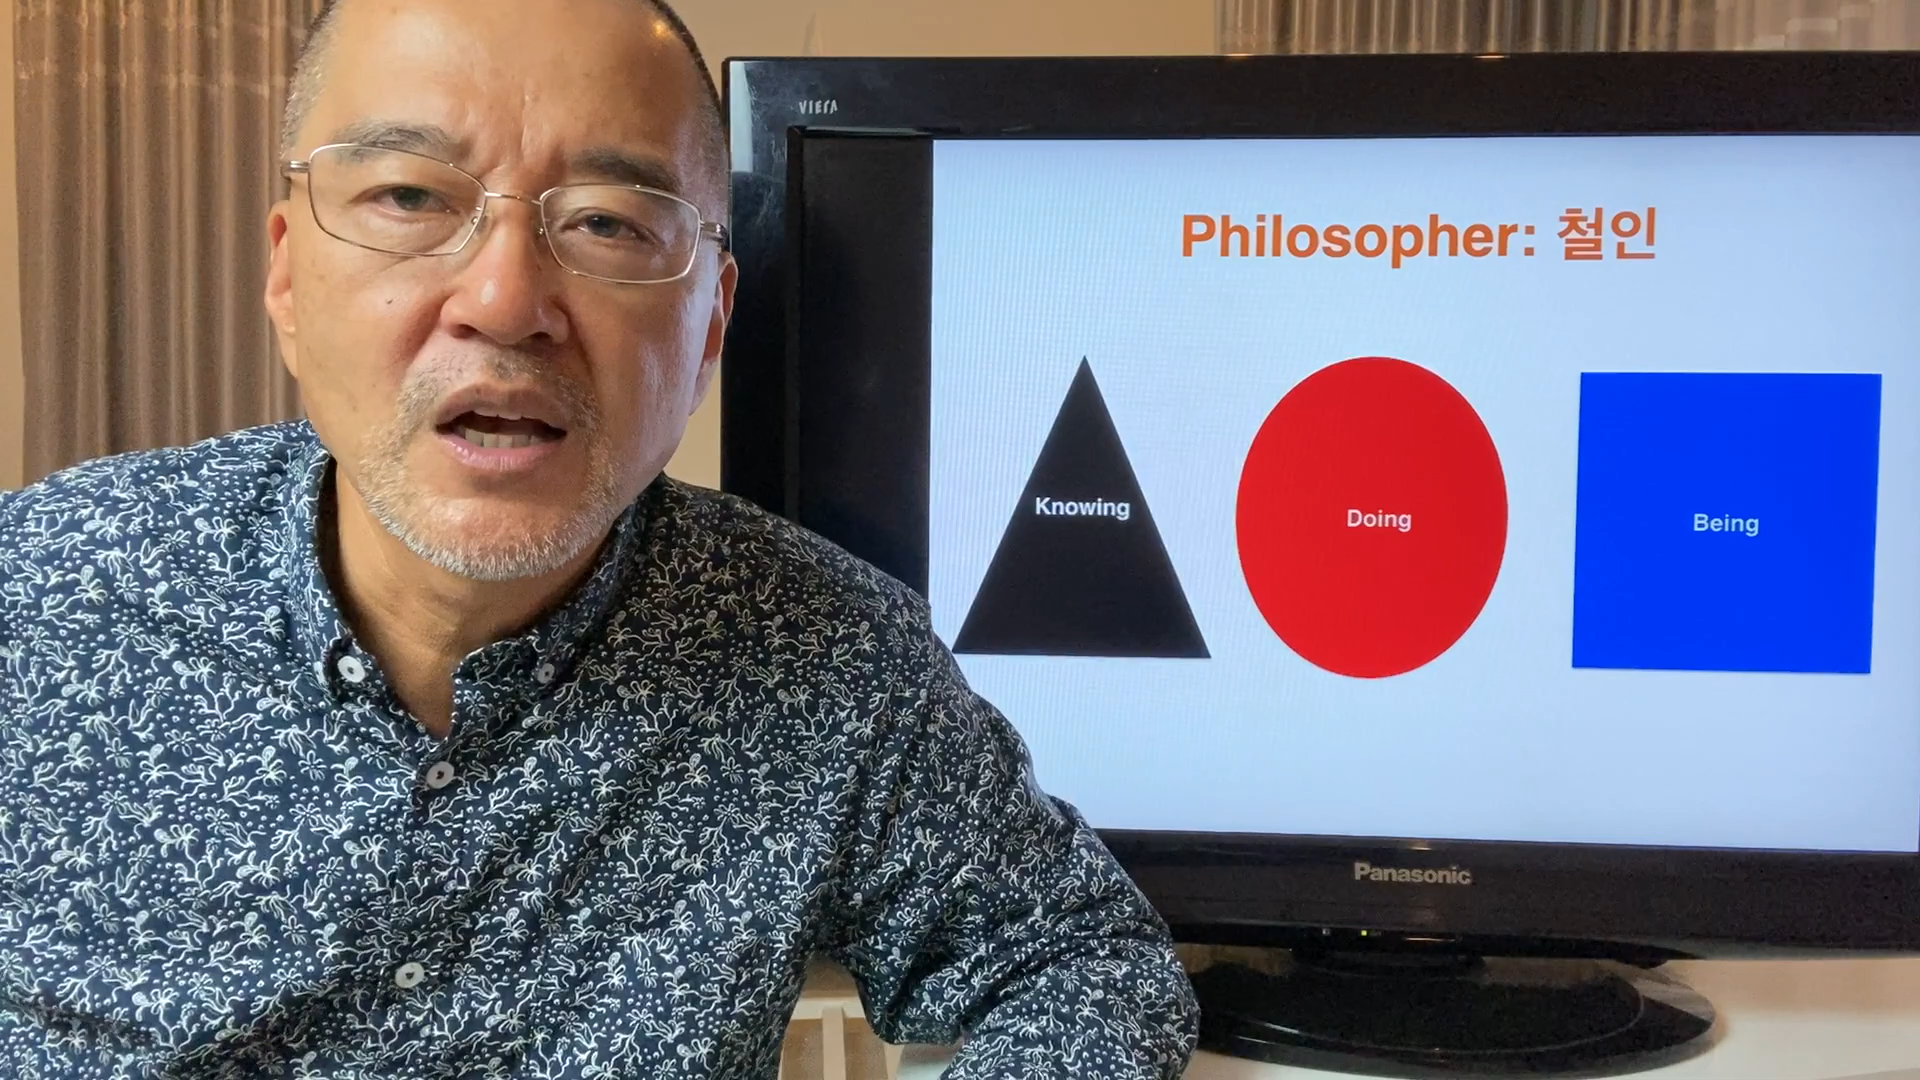 VIERA
Philosopher: 철인
Knowing
Doing
Being
Panasonic